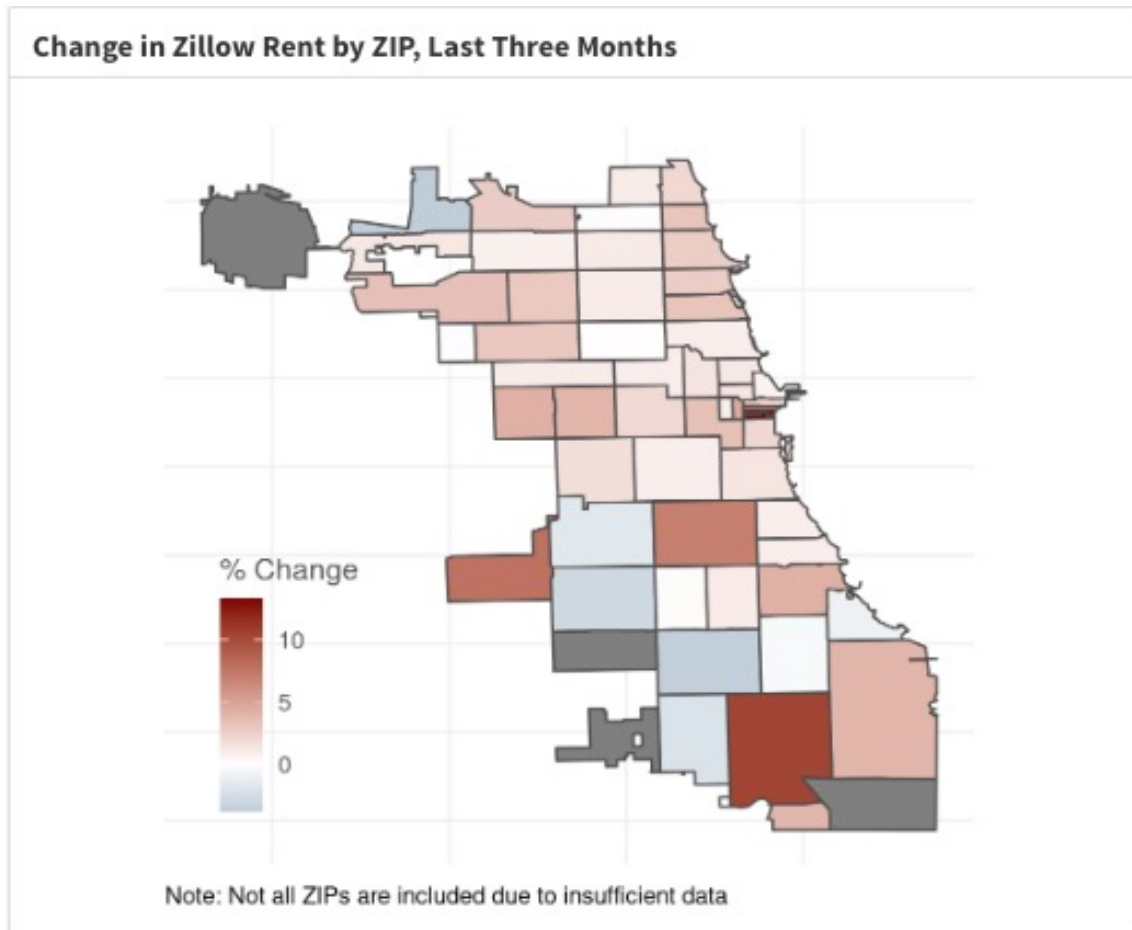 Change in Zillow Rent by ZIP, Last Three Months
% Change
10
5
0
Note: Not all ZIPs are included due to insufficient data